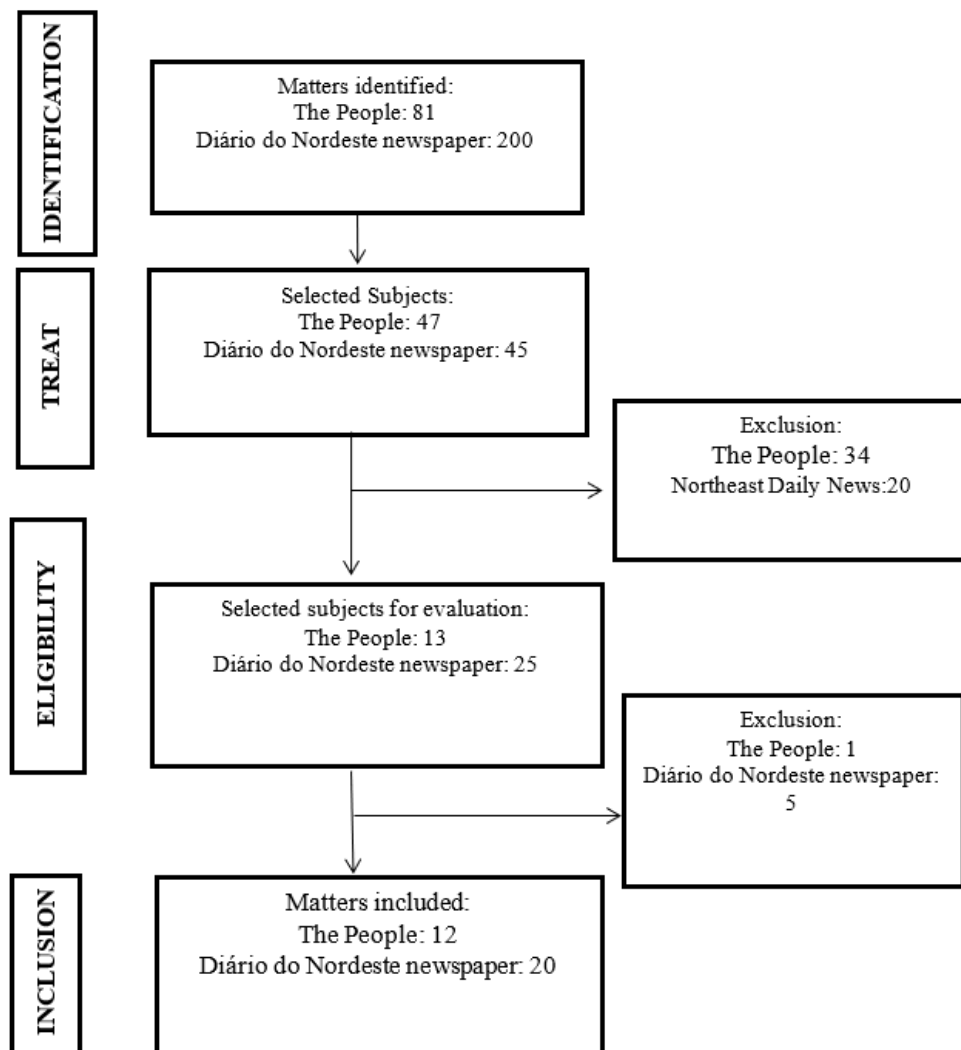 IDENTIFICATION
Matters identified:
The People: 81
Diário do Nordeste newspaper: 200
TREAT
Selected Subjects:
The People: 47
Diário do Nordeste newspaper: 45
Exclusion:
The People: 34
Northeast Daily News:20
ELIGIBILITY
Selected subjects for evaluation:
The People: 13
Diário do Nordeste newspaper: 25
Exclusion:
The People: 1
Diário do Nordeste newspaper:
5
INCLUSION
Matters included:
The People: 12
Diário do Nordeste newspaper: 20